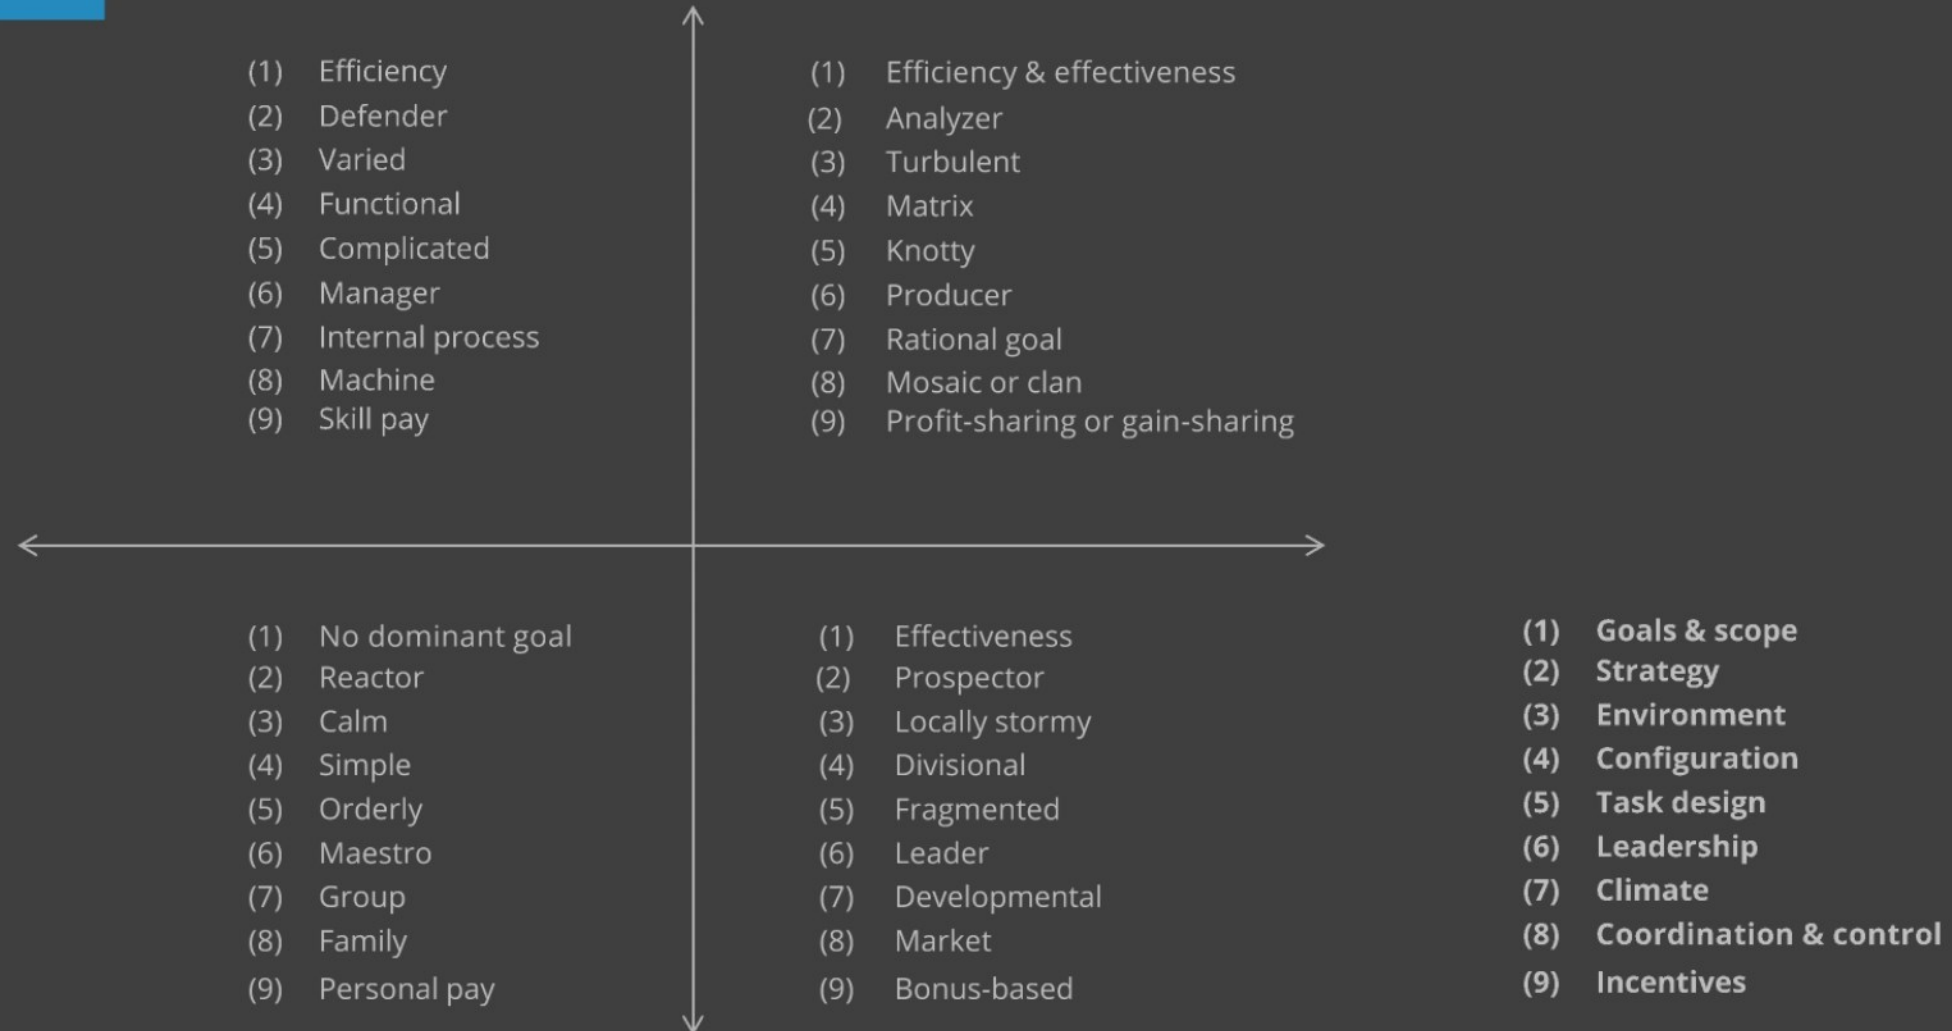 (1) Efficiency
(2) Defender
(3) Varied
(4) Functional
(5) Complicated
(6) Manager
(7) Internal process
(8) Machine
(9) Skill pay
(1) Efficiency & effectiveness
(2) Analyzer
(3) Turbulent
(4) Matrix
(5) Knotty
(6) Producer
(7) Rational goal
(8) Mosaic or clan
(9) Profit-sharing or gain-sharing
(1) No dominant goal
(2) Reactor
(3) Calm
(4) Simple
(5) Orderly
(6) Maestro
(7) Group
(8) Family
(9) Personal pay
(1) Effectiveness
(2) Prospector
(3) Locally stormy
(4) Divisional
(5) Fragmented
(6) Leader
(7) Developmental
(8) Market
(9) Bonus-based
(1) Goals & scope
(2) Strategy
(3) Environment
(4) Configuration
(5) Task design
(6) Leadership
(7) Climate
(8) Coordination & control
(9) Incentives